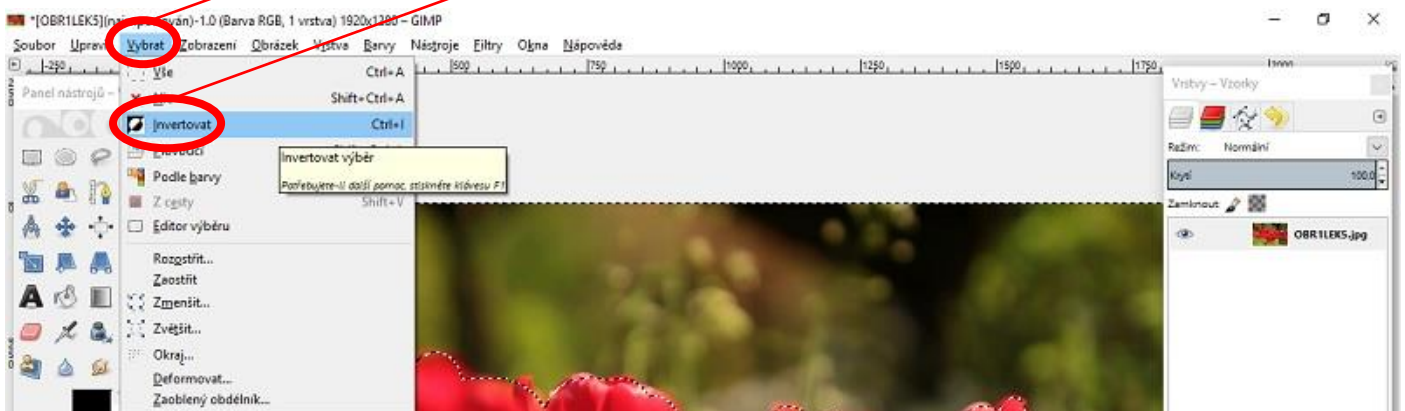 *[OBR1LEK5](naimportován)-1.0 (Barva RGB, 1 vrstva) 1920x1280 – GIMP
Soubor Uprav Vybrat Zobrazení Obrázek Vrstva Barvy Nástroje Filtry Okna Nápověda
-250 500 750 1000 1250 1500 1750
Panel nástrojů –
Vše Ctrl+A
Shift+Ctrl+A
Invertovat Ctrl+I
Plovoucí
Invertovat výběr
Potřebujete-li další pomoc, stiskněte klávesu F1
Podle barvy
Z cesty Shift+V
Editor výběru
Rozostřit...
Zaostřit
Zmenšit...
Zvětšit...
Okraj...
Deformovat...
Zaoblený obdélník...
Vrstvy – Vzorky
Režim: Normální
Krytí 100,0
Zamknout:
OBR1LEK5.jpg